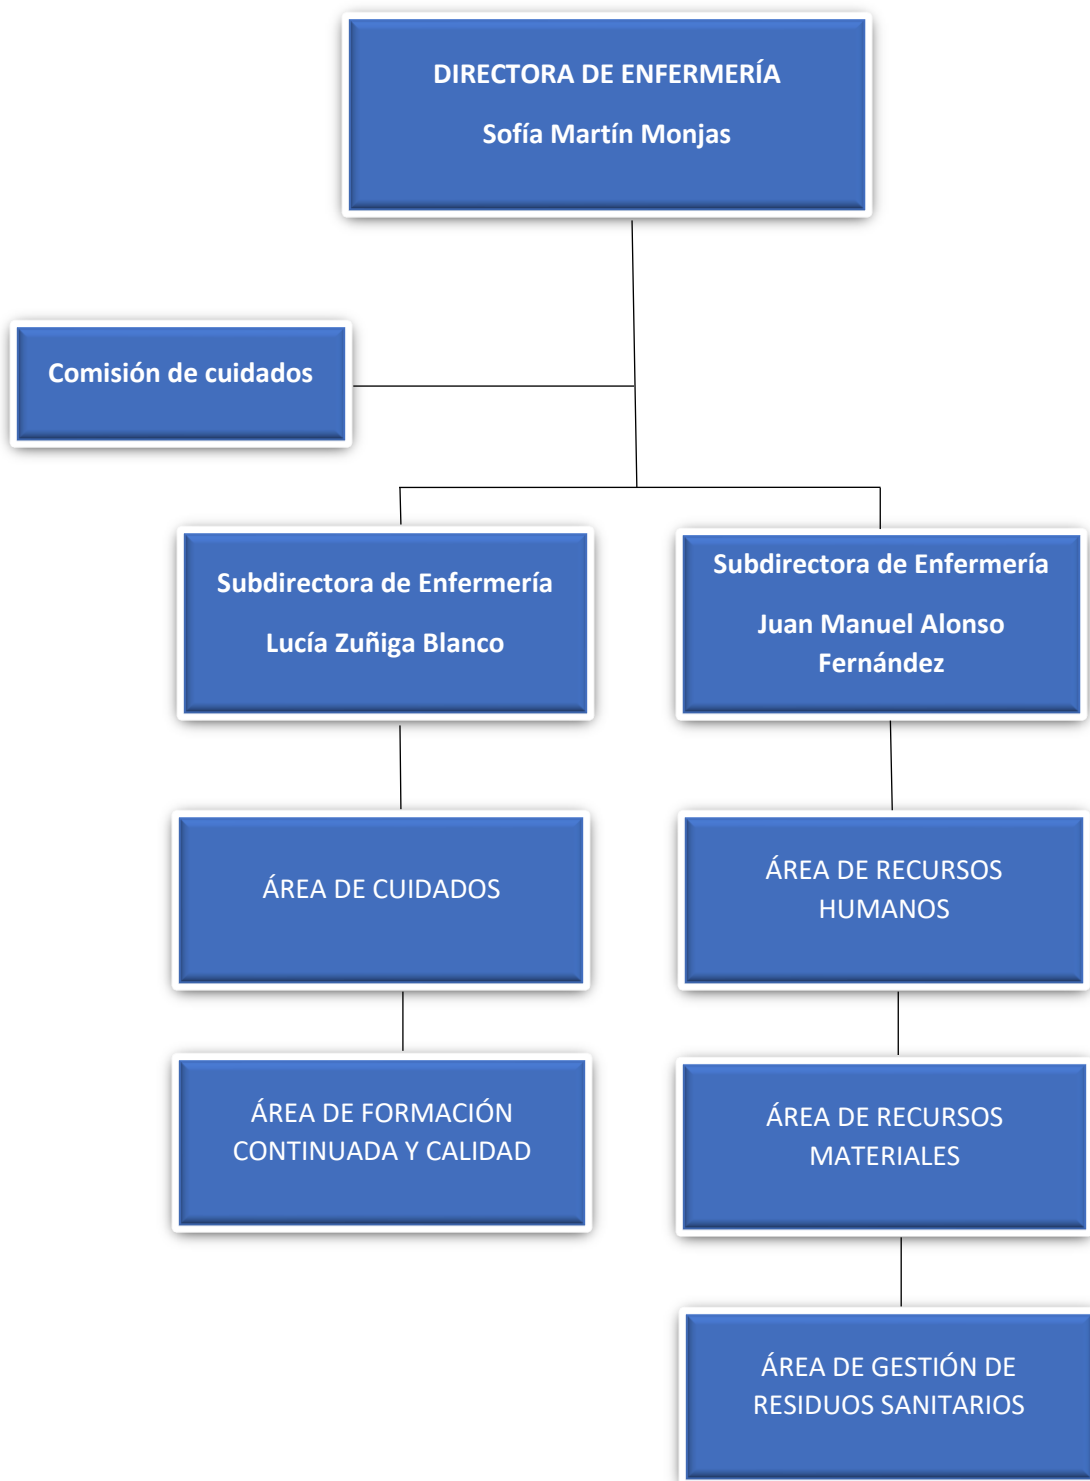 DIRECTORA DE ENFERMERÍA
Sofía Martín Monjas
Comisión de cuidados
Subdirectora de Enfermería
Lucía Zuñiga Blanco
Subdirectora de Enfermería
Juan Manuel Alonso
Fernández
ÁREA DE CUIDADOS
ÁREA DE RECURSOS
HUMANOS
ÁREA DE FORMACIÓN
CONTINUADA Y CALIDAD
ÁREA DE RECURSOS
MATERIALES
ÁREA DE GESTIÓN DE
RESIDUOS SANITARIOS